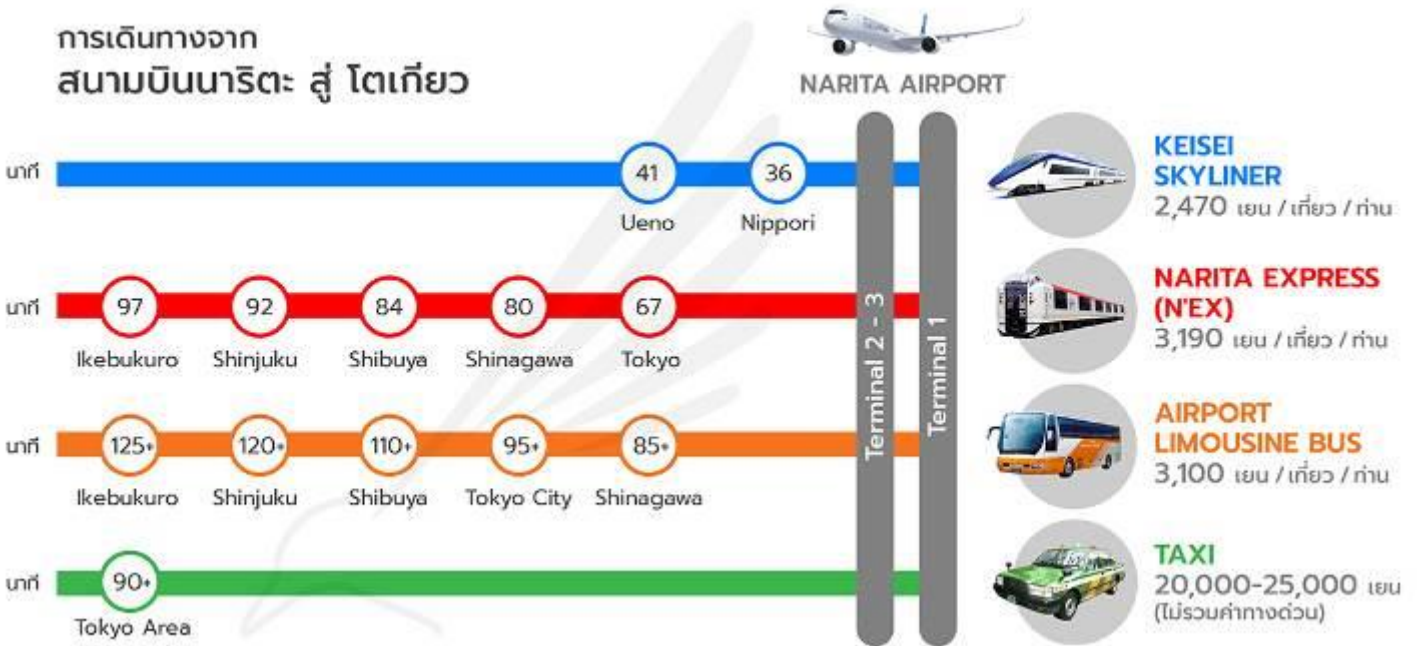 การเดินทางจาก
สนามบินนาริตะ สู่ โตเกียว
NARITA AIRPORT
นาที
41
36
Ueno
Nippori
KEISEI
SKYLINER
2,470 เยน / เที่ยว / ท่าน
นาที
97
92
84
80
67
Ikebukuro
Shinjuku
Shibuya
Shinagawa
Tokyo
NARITA EXPRESS
(N'EX)
3,190 เยน / เที่ยว / ท่าน
Terminal 2 - 3
Terminal 1
นาที
125+
120+
110+
95+
85+
Ikebukuro
Shinjuku
Shibuya
Tokyo City
Shinagawa
AIRPORT
LIMOUSINE BUS
3,100 เยน / เที่ยว / ท่าน
นาที
90+
Tokyo Area
TAXI
20,000-25,000 เยน
(ไม่รวมค่าทางด่วน)